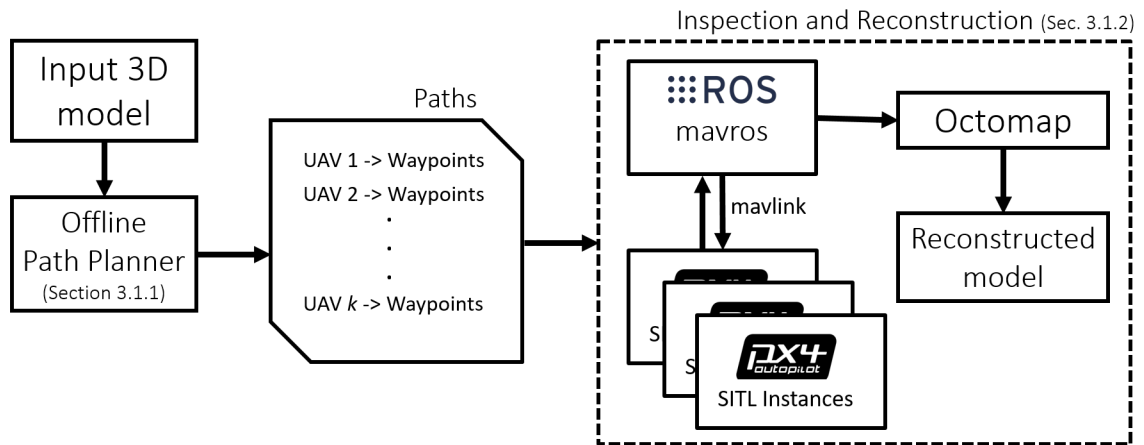 Inspection and Reconstruction (Sec. 3.1.2)
Input 3D
model
Offline
Path Planner
(Section 3.1.1)
Paths
UAV 1 -> Waypoints
UAV 2 -> Waypoints
.
.
.
UAV k -> Waypoints
ROS
mavros
mavlink
S
S
px4
autopilot
SITL Instances
Octomap
Reconstructed
model